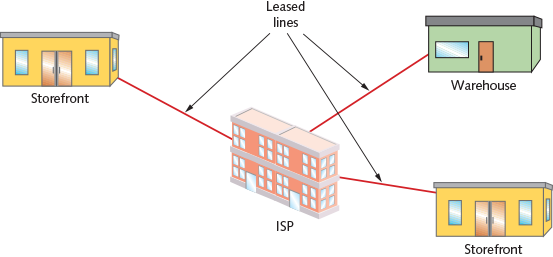 Leased
lines
Storefront
Warehouse
ISP
Storefront